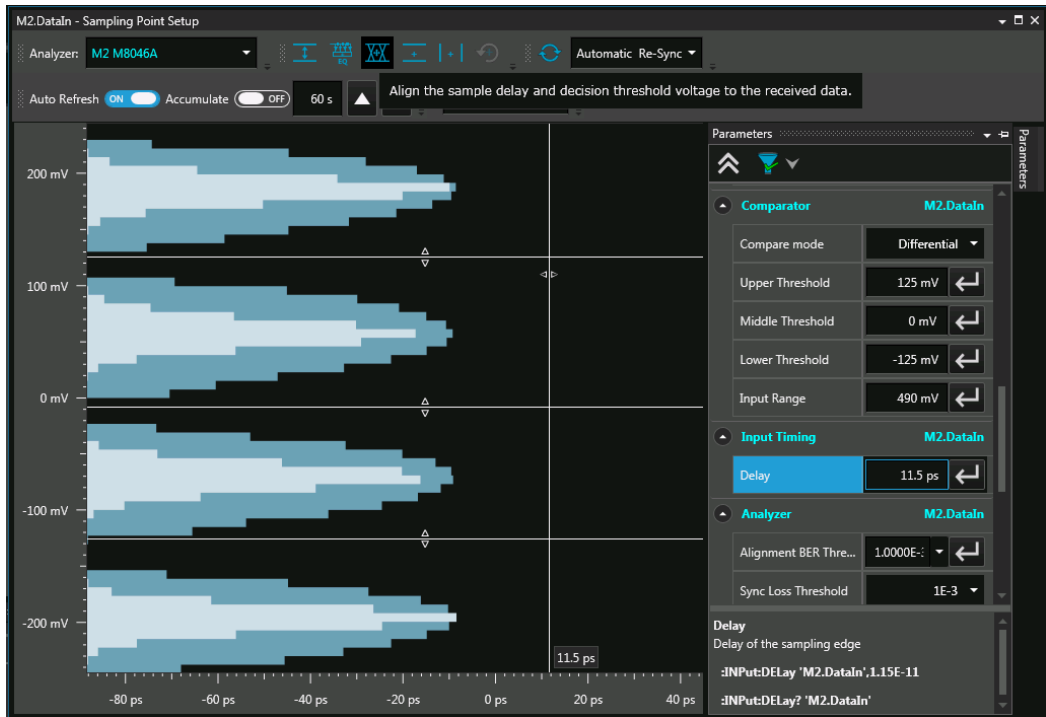 M2.DataIn - Sampling Point Setup
Analyzer: M2 M8046A EQ Automatic Re-Sync
Auto Refresh ON Accumulate OFF 60 s
Align the sample delay and decision threshold voltage to the received data.
Parameters
Parameters
Comparator M2.DataIn
Compare mode Differential
Upper Threshold 125 mV
Middle Threshold 0 mV
Lower Threshold -125 mV
Input Range 490 mV
Input Timing M2.DataIn
Delay 11.5 ps
Analyzer M2.DataIn
Alignment BER Thre... 1.0000E-
Sync Loss Threshold 1E-3
Delay
Delay of the sampling edge
:INPut:DELay 'M2.DataIn',1.15E-11
:INPut:DELay? 'M2.DataIn'
200 mV
100 mV
0 mV
-100 mV
-200 mV
11.5 ps
-80 ps -60 ps -40 ps -20 ps 0 ps 20 ps 40 ps